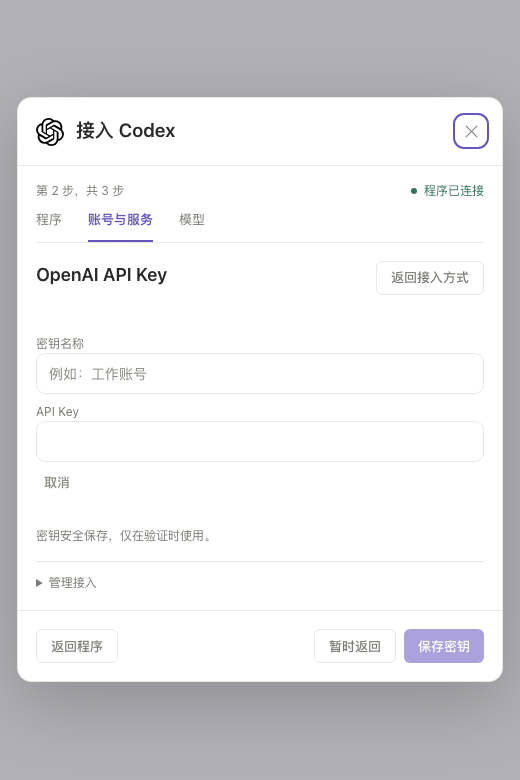 接入 Codex
第 2 步，共 3 步
程序已连接
程序 账号与服务 模型
OpenAI API Key
返回接入方式
密钥名称
例如：工作账号
API Key
取消
密钥安全保存，仅在验证时使用。
管理接入
返回程序
暂时返回
保存密钥